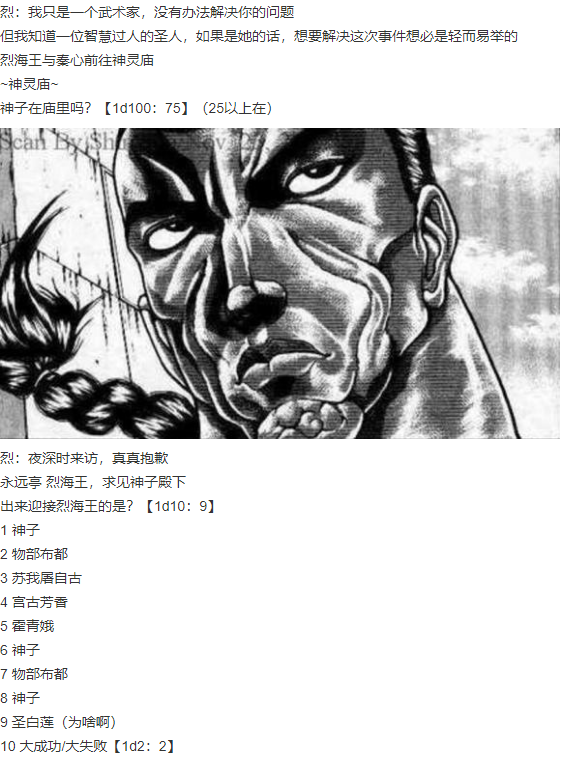 烈：我只是一个武术家，没有办法解决你的问题
但我知道一位智慧过人的圣人，如果是她的话，想要解决这次事件想必是轻而易举的
烈海王与秦心前往神灵庙
~神灵庙~
神子在庙里吗？【1d100：75】（25以上在）
Scan By Sh
烈：夜深时来访，真真抱歉
永远亭 烈海王，求见神子殿下
出来迎接烈海王的是？【1d10：9】
1 神子
2 物部布都
3 苏我屠自古
4 宫古芳香
5 霍青娥
6 神子
7 物部布都
8 神子
9 圣白莲（为啥啊）
10 大成功/大失败【1d2：2】